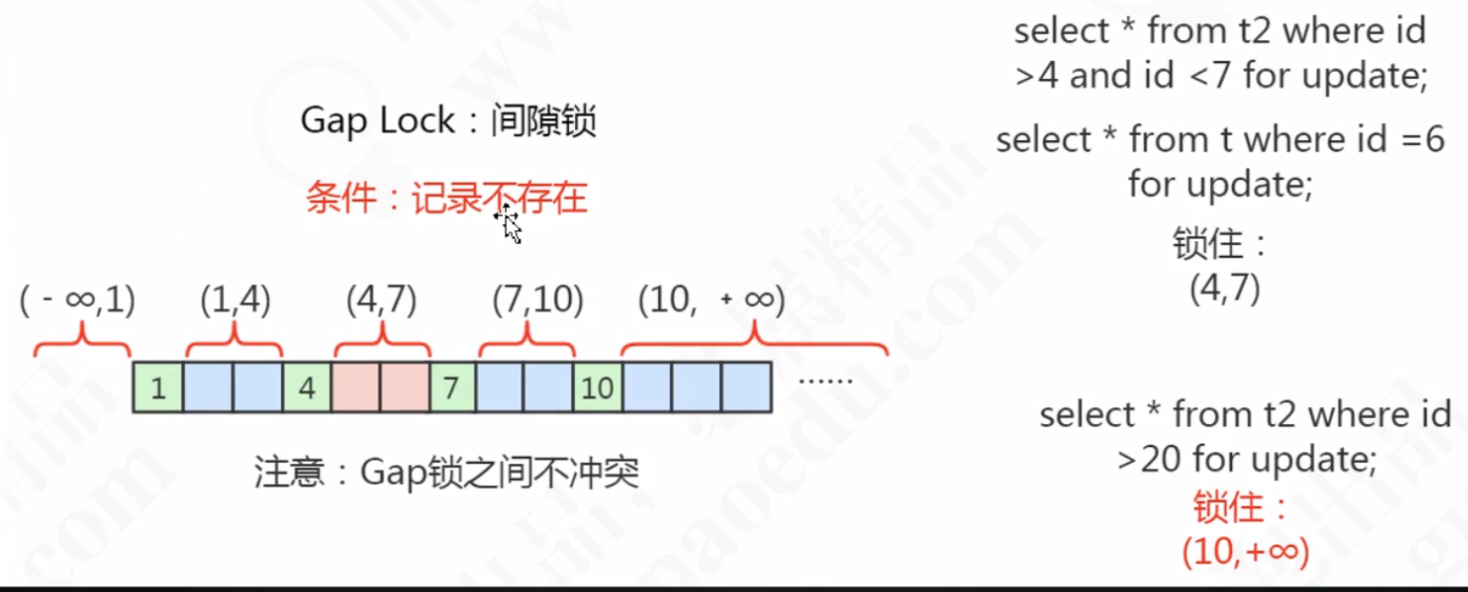 Gap Lock：间隙锁
条件：记录不存在
(- ∞,1) (1,4) (4,7) (7,10) (10, +∞)
1 4 7 10 ......
注意：Gap锁之间不冲突
select * from t2 where id
>4 and id <7 for update;
select * from t where id =6
for update;
锁住：
(4,7)
select * from t2 where id
>20 for update;
锁住：
(10,+∞)